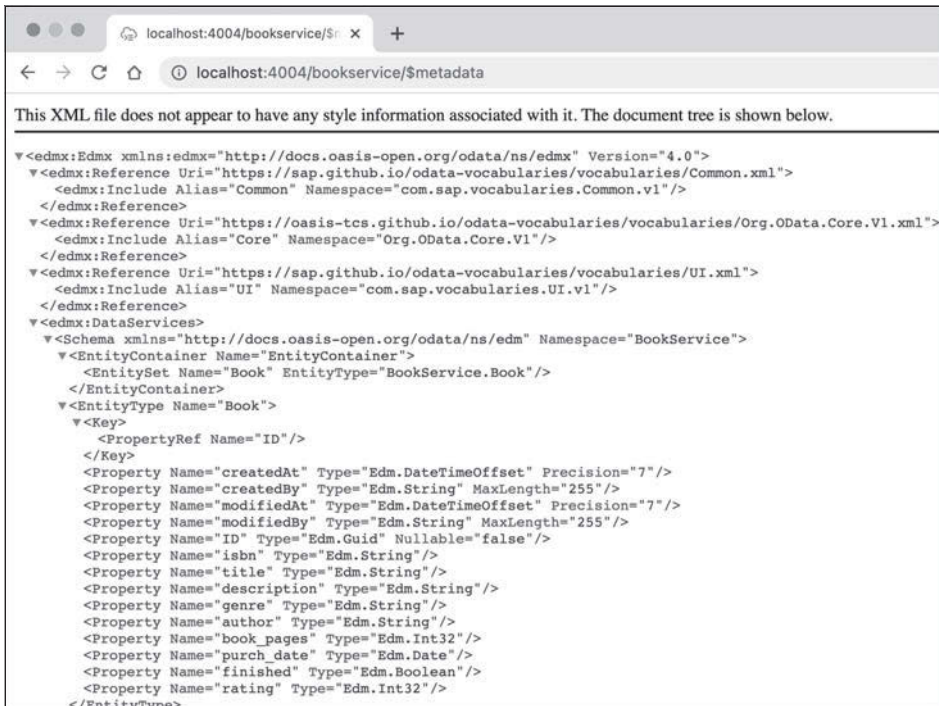 localhost:4004/bookservice/$m
localhost:4004/bookservice/$metadata
This XML file does not appear to have any style information associated with it. The document tree is shown below.
▼<edmx:Edmx xmlns:edmx="http://docs.oasis-open.org/odata/ns/edmx" Version="4.0">
▼<edmx:Reference Uri="https://sap.github.io/odata-vocabularies/vocabularies/Common.xml">
<edmx:Include Alias="Common" Namespace="com.sap.vocabularies.Common.v1"/>
</edmx:Reference>
▼<edmx:Reference Uri="https://oasis-tcs.github.io/odata-vocabularies/vocabularies/Org.OData.Core.V1.xml">
<edmx:Include Alias="Core" Namespace="Org.OData.Core.V1"/>
</edmx:Reference>
▼<edmx:Reference Uri="https://sap.github.io/odata-vocabularies/vocabularies/UI.xml">
<edmx:Include Alias="UI" Namespace="com.sap.vocabularies.UI.v1"/>
</edmx:Reference>
▼<edmx:DataServices>
▼<Schema xmlns="http://docs.oasis-open.org/odata/ns/edm" Namespace="BookService">
▼<EntityContainer Name="EntityContainer">
<EntitySet Name="Book" EntityType="BookService.Book"/>
</EntityContainer>
▼<EntityType Name="Book">
▼<Key>
<PropertyRef Name="ID"/>
</Key>
<Property Name="createdAt" Type="Edm.DateTimeOffset" Precision="7"/>
<Property Name="createdBy" Type="Edm.String" MaxLength="255"/>
<Property Name="modifiedAt" Type="Edm.DateTimeOffset" Precision="7"/>
<Property Name="modifiedBy" Type="Edm.String" MaxLength="255"/>
<Property Name="ID" Type="Edm.Guid" Nullable="false"/>
<Property Name="isbn" Type="Edm.String"/>
<Property Name="title" Type="Edm.String"/>
<Property Name="description" Type="Edm.String"/>
<Property Name="genre" Type="Edm.String"/>
<Property Name="author" Type="Edm.String"/>
<Property Name="book_pages" Type="Edm.Int32"/>
<Property Name="purch_date" Type="Edm.Date"/>
<Property Name="finished" Type="Edm.Boolean"/>
<Property Name="rating" Type="Edm.Int32"/>
</EntityType>